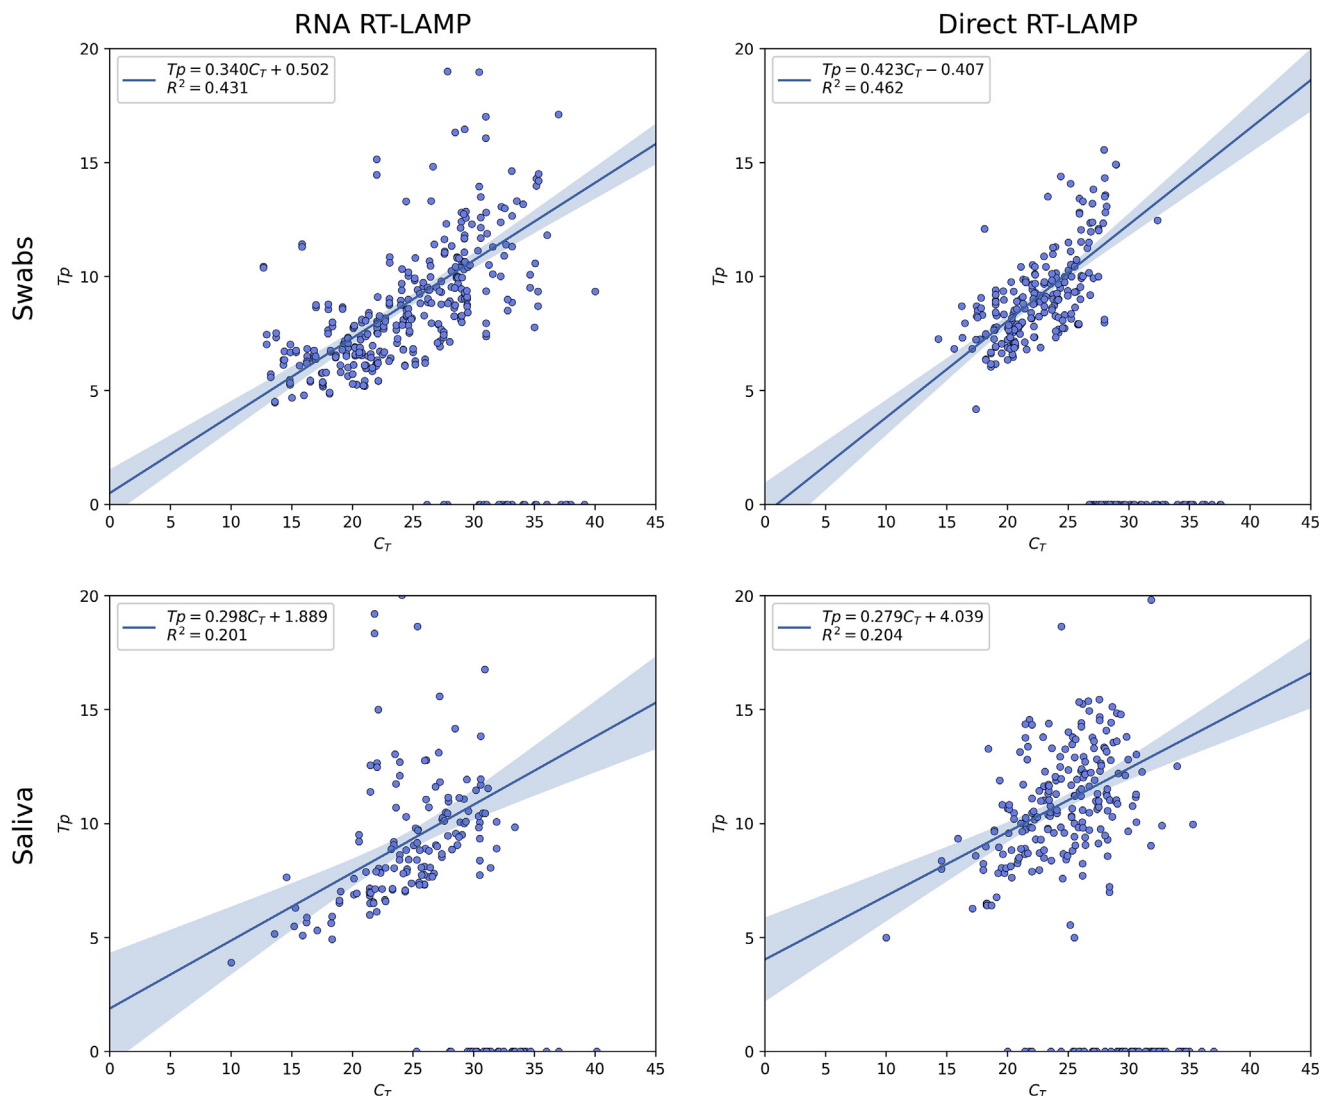 RNA RT-LAMP
Direct RT-LAMP
Swabs
Tp = 0.340C_T + 0.502
R² = 0.431
20
15
10
5
0
Tp
0 5 10 15 20 25 30 35 40 45
C_T
Tp = 0.423C_T − 0.407
R² = 0.462
20
15
10
5
0
Tp
0 5 10 15 20 25 30 35 40 45
C_T
Saliva
Tp = 0.298C_T + 1.889
R² = 0.201
20
15
10
5
0
Tp
0 5 10 15 20 25 30 35 40 45
C_T
Tp = 0.279C_T + 4.039
R² = 0.204
20
15
10
5
0
Tp
0 5 10 15 20 25 30 35 40 45
C_T